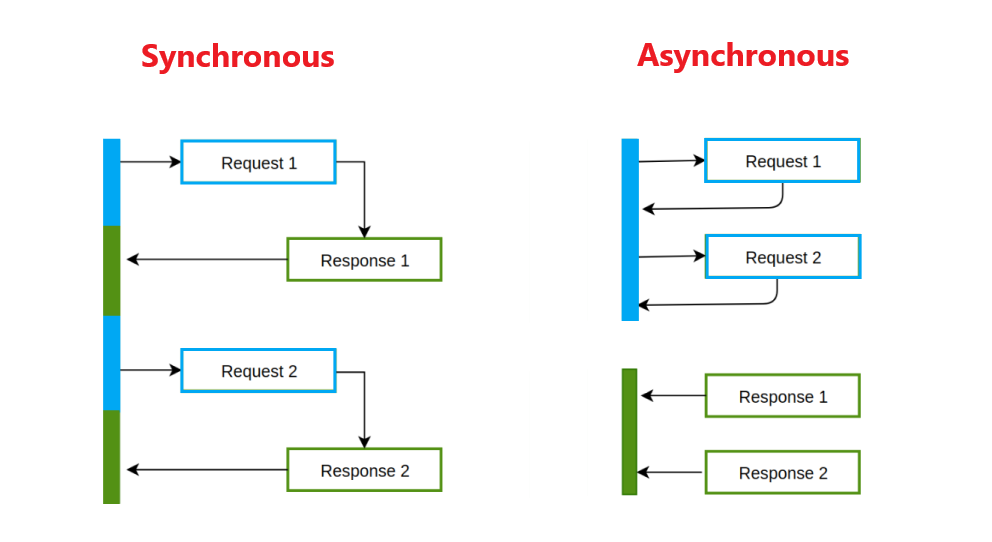 Synchronous
Request 1
Response 1
Request 2
Response 2
Asynchronous
Request 1
Request 2
Response 1
Response 2